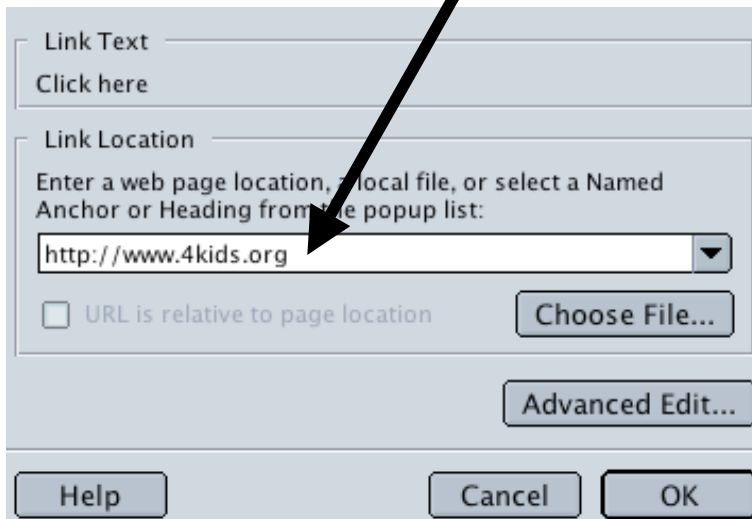 Link Text
Click here
Link Location
Enter a web page location, a local file, or select a Named
Anchor or Heading from the popup list:
http://www.4kids.org
URL is relative to page location
Choose File...
Advanced Edit...
Help
Cancel
OK